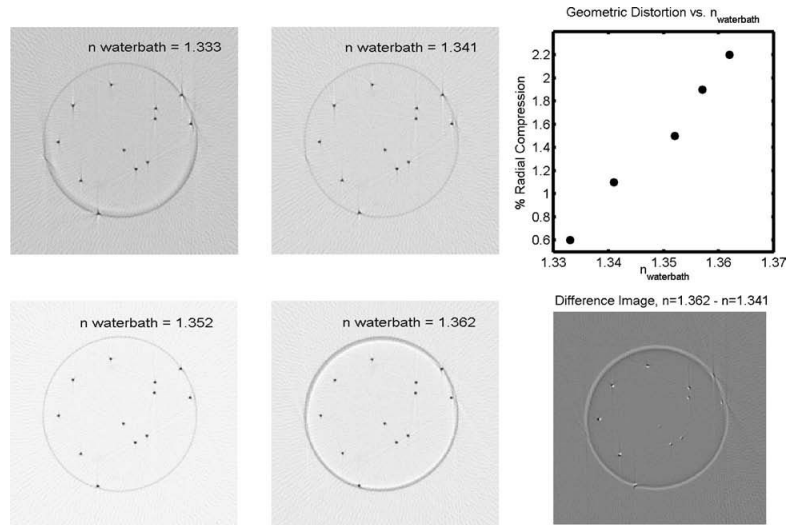 n waterbath = 1.333
n waterbath = 1.341
Geometric Distortion vs. n waterbath
% Radial Compression
2.2
2
1.8
1.6
1.4
1.2
1
0.8
0.6
1.33 1.34 1.35 1.36 1.37
n waterbath
n waterbath = 1.352
n waterbath = 1.362
Difference Image, n=1.362 - n=1.341